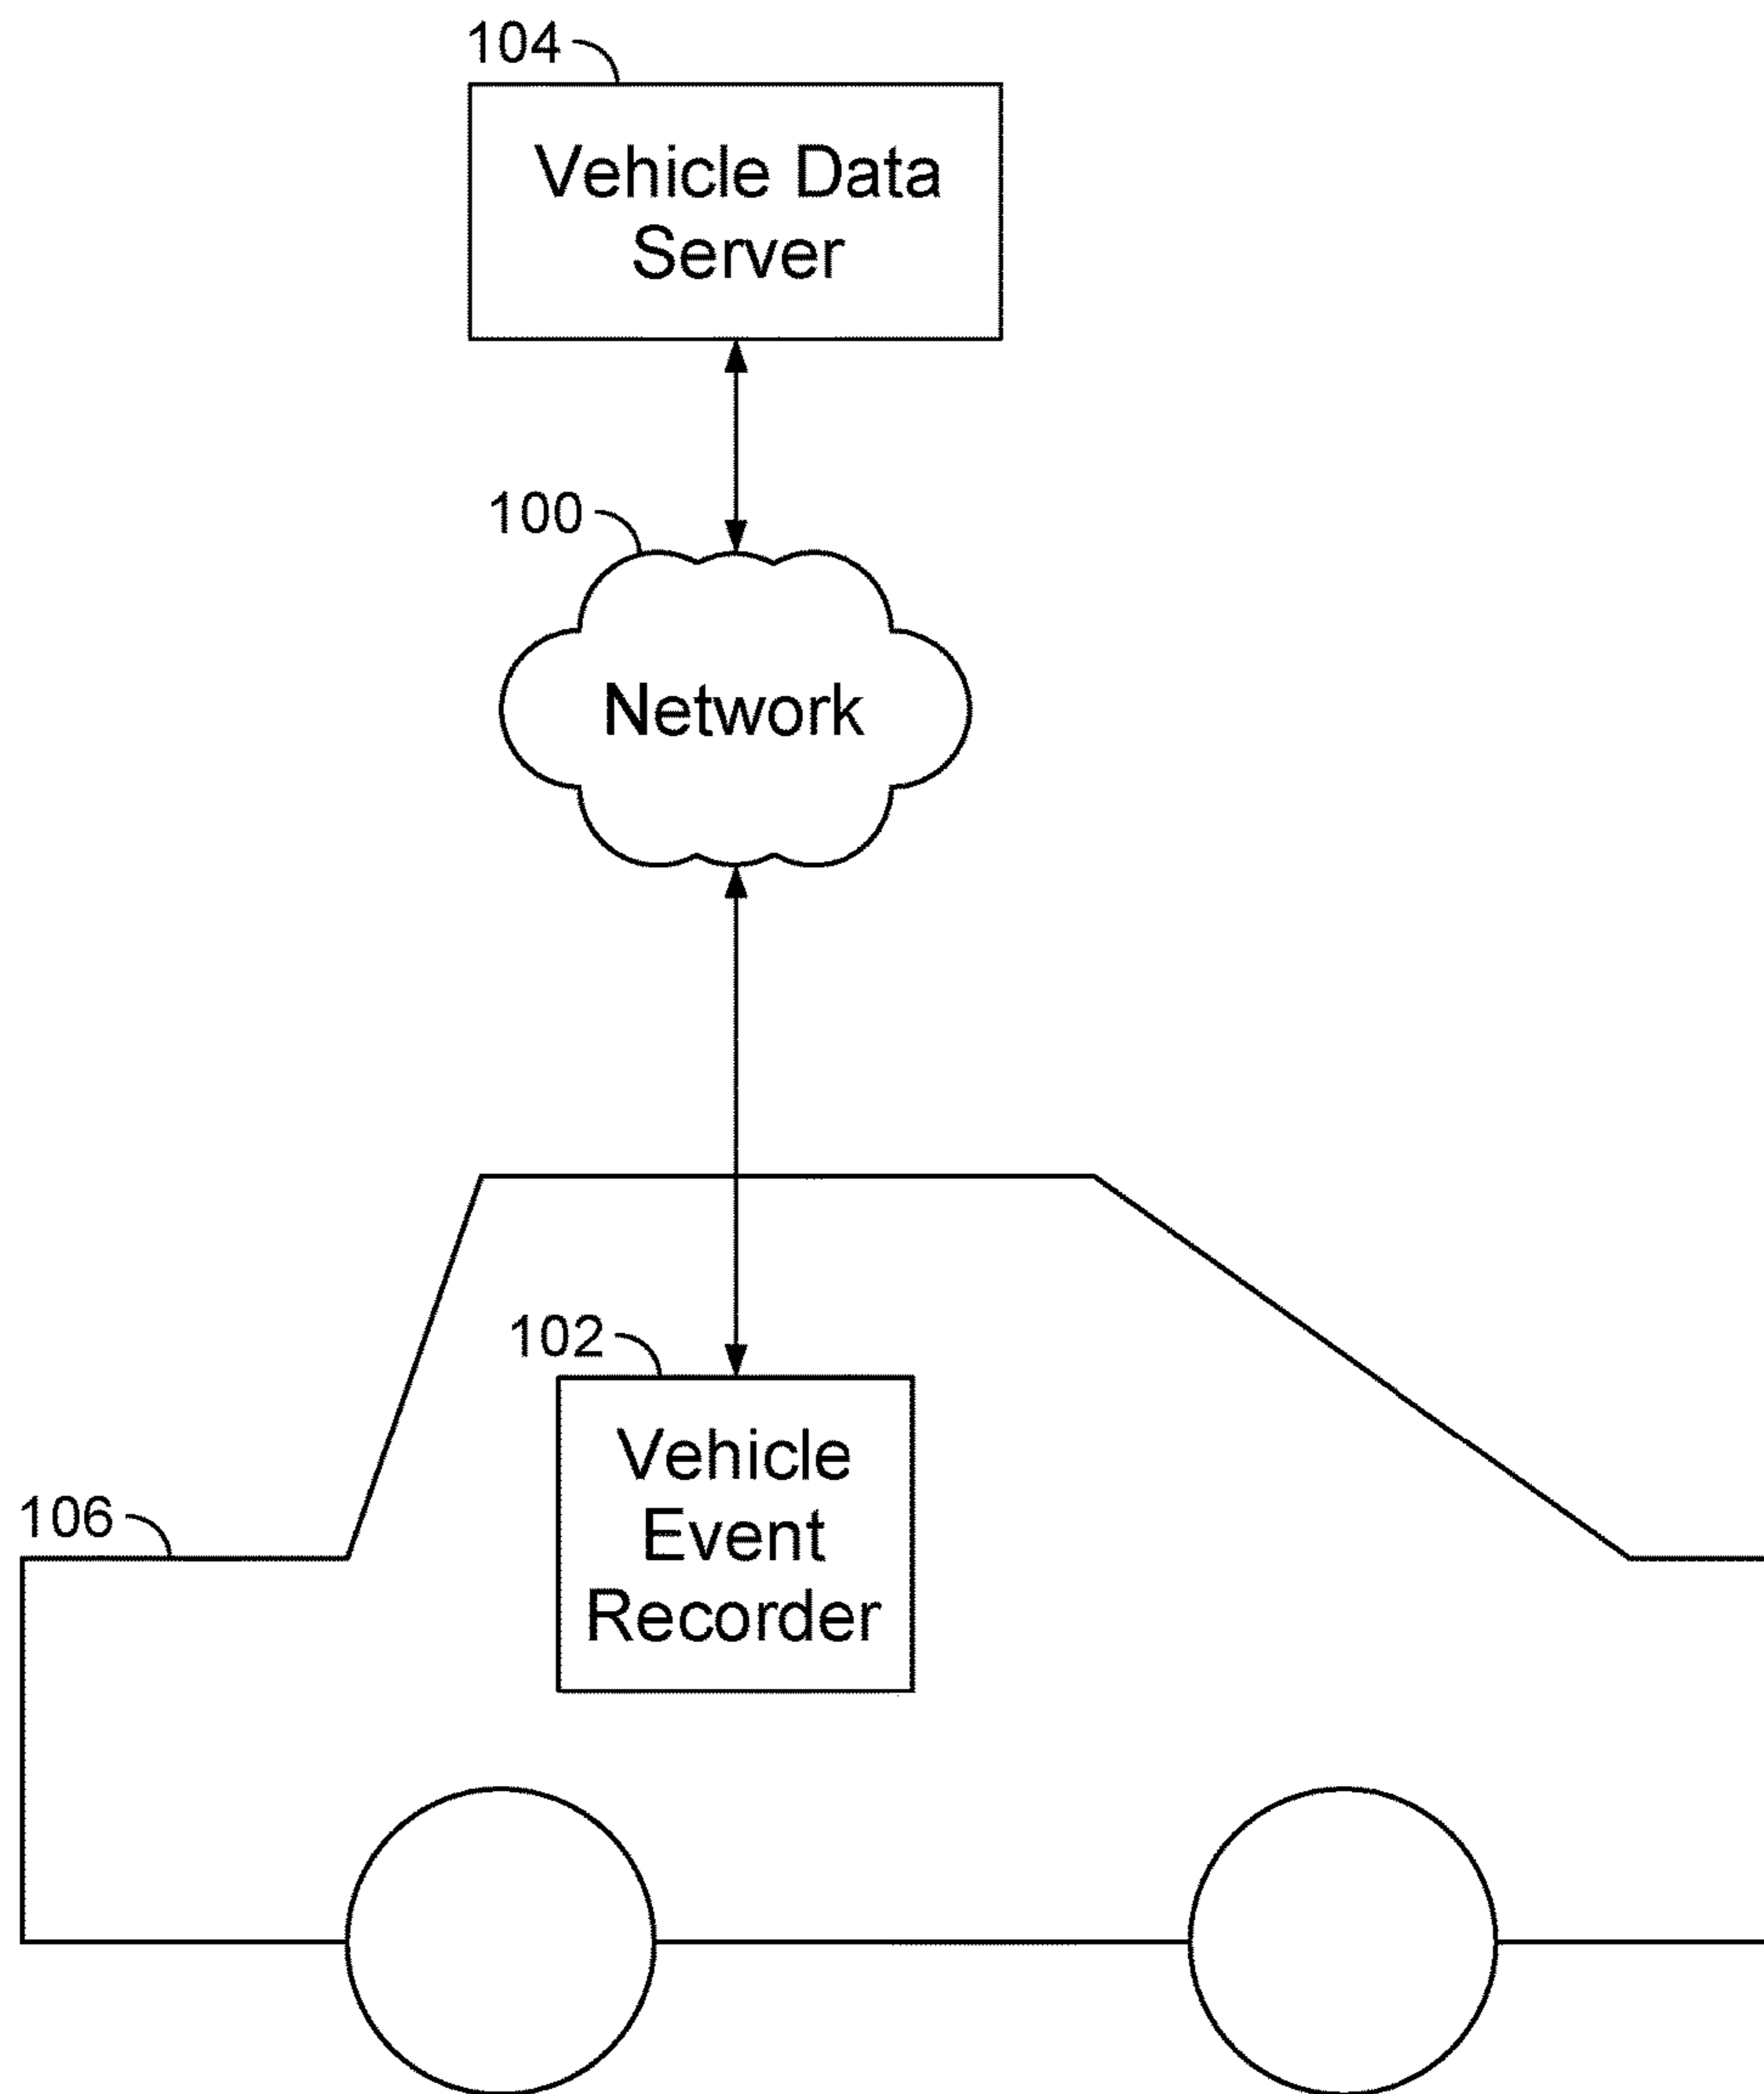 104
Vehicle Data
Server
100
Network
102
Vehicle
Event
Recorder
106